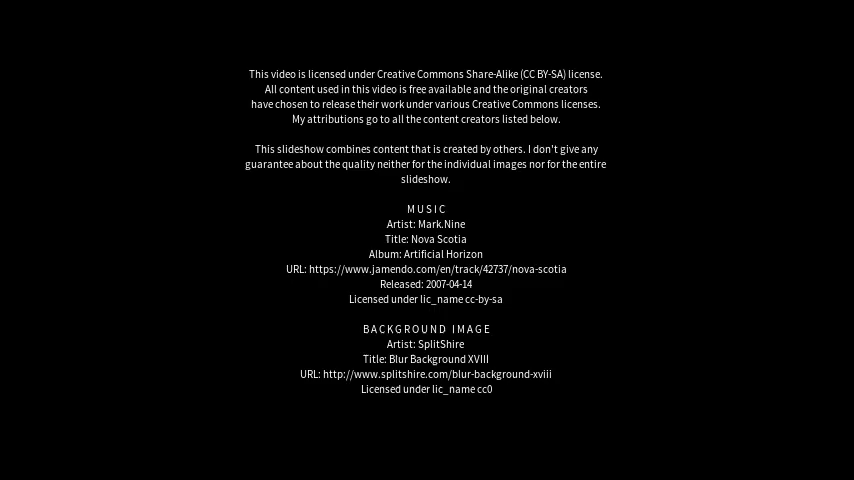 This video is licensed under Creative Commons Share-Alike (CC BY-SA) license.
All content used in this video is free available and the original creators
have chosen to release their work under various Creative Commons licenses.
My attributions go to all the content creators listed below.
This slideshow combines content that is created by others. I don't give any
guarantee about the quality neither for the individual images nor for the entire
slideshow.
MUSIC
Artist: Mark.Nine
Title: Nova Scotia
Album: Artificial Horizon
URL: https://www.jamendo.com/en/track/42737/nova-scotia
Released: 2007-04-14
Licensed under lic_name cc-by-sa
BACKGROUND IMAGE
Artist: SplitShire
Title: Blur Background XVIII
URL: http://www.splitshire.com/blur-background-xviii
Licensed under lic_name cc0